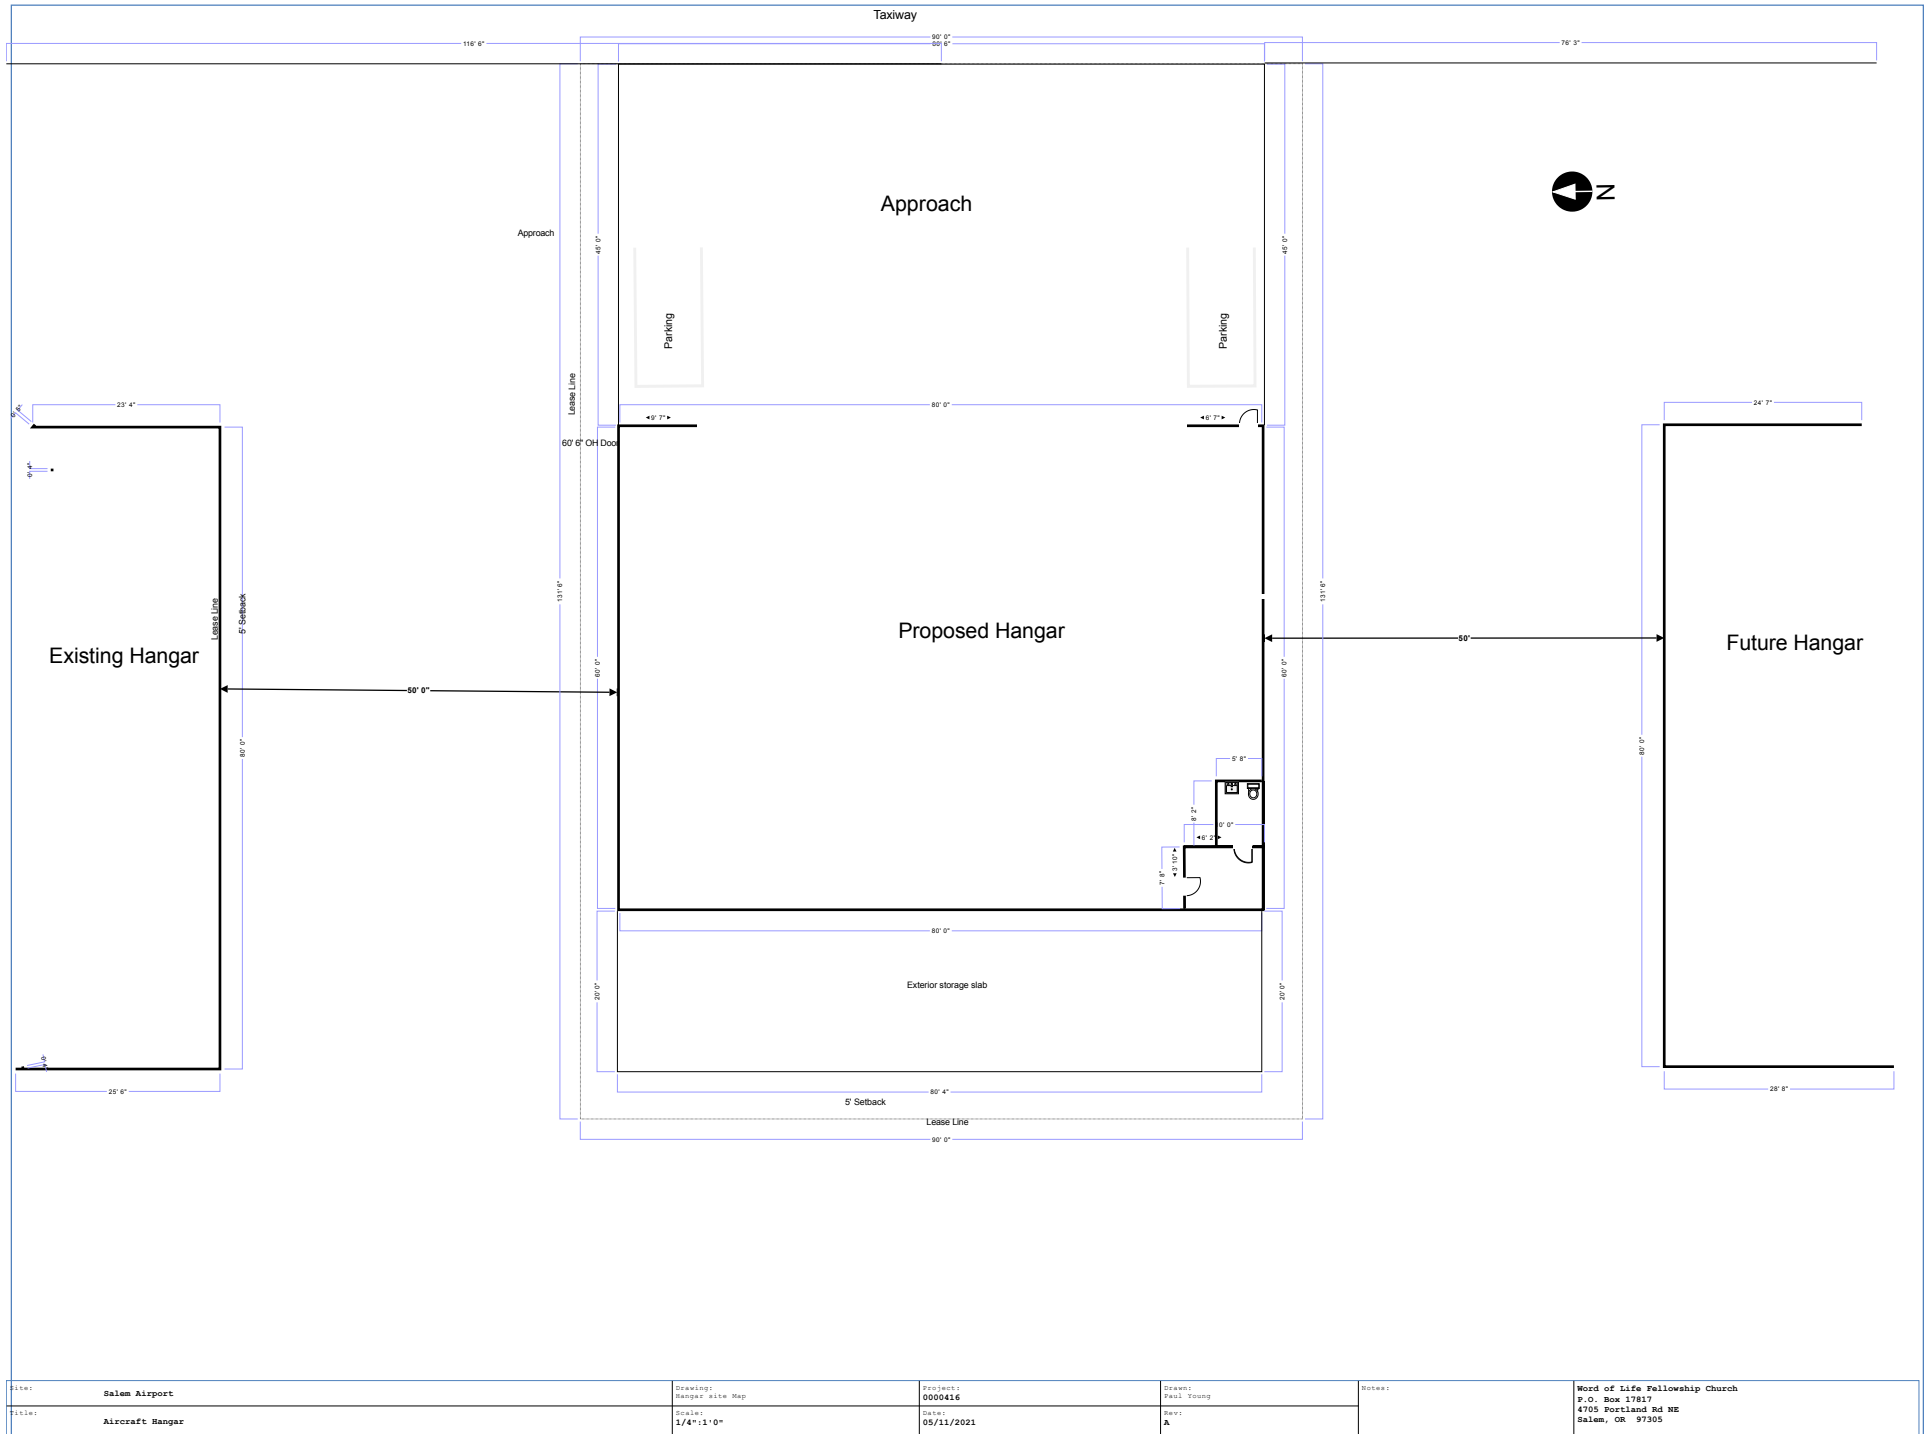 Taxiway
116' 6"
90' 0"
76' 3"
Approach
N
Approach
45' 0"
45' 0"
Parking
Parking
Lease Line
23' 4"
80' 0"
24' 7"
9' 7"
6' 7"
60' 6" OH Door
0' 4"
131' 6"
131' 6"
Lease Line
5' Setback
Existing Hangar
Proposed Hangar
Future Hangar
50'
50' 0"
60' 0"
60' 0"
80' 0"
80' 0"
5' 8"
8' 2"
6' 2"
3' 10"
7' 8"
80' 0"
20' 0"
Exterior storage slab
20' 0"
25' 6"
80' 4"
28' 8"
5' Setback
Lease Line
90' 0"
Site:
Salem Airport
Drawing:
Hangar site Map
Project:
0000416
Drawn:
Paul Young
Notes:
Word of Life Fellowship Church
P.O. Box 17817
4705 Portland Rd NE
Salem, OR 97305
Title:
Aircraft Hangar
Scale:
1/4":1'0"
Date:
05/11/2021
Rev:
A